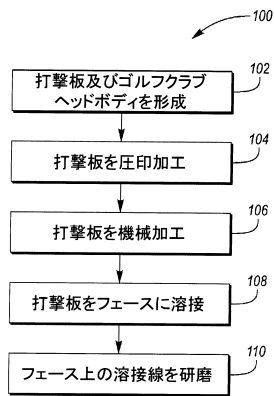 100
打撃板及びゴルフクラブ
ヘッドボディを形成
102
打撃板を圧印加工
104
打撃板を機械加工
106
打撃板をフェースに溶接
108
フェース上の溶接線を研磨
110